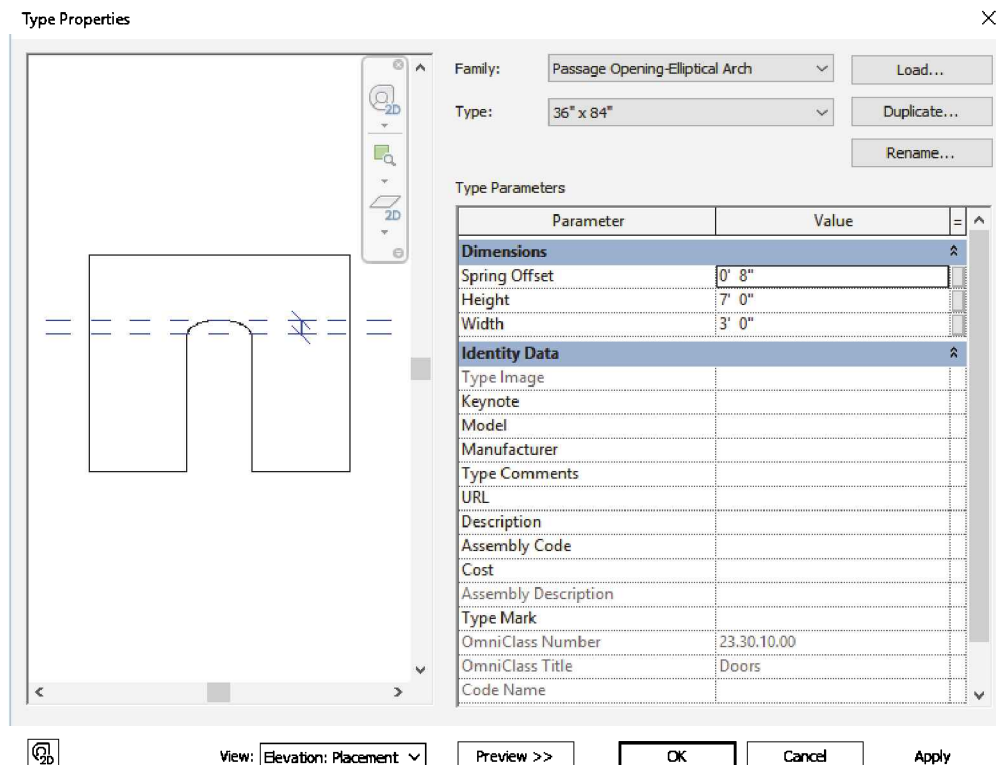 Type Properties
Family: Passage Opening-Elliptical Arch Load...
Type: 36" x 84" Duplicate...
Rename...
Type Parameters
Parameter Value =
Dimensions
Spring Offset 0' 8"
Height 7' 0"
Width 3' 0"
Identity Data
Type Image
Keynote
Model
Manufacturer
Type Comments
URL
Description
Assembly Code
Cost
Assembly Description
Type Mark
OmniClass Number 23.30.10.00
OmniClass Title Doors
Code Name
2D
2D
2D
View: Elevation: Placement Preview >> OK Cancel Apply